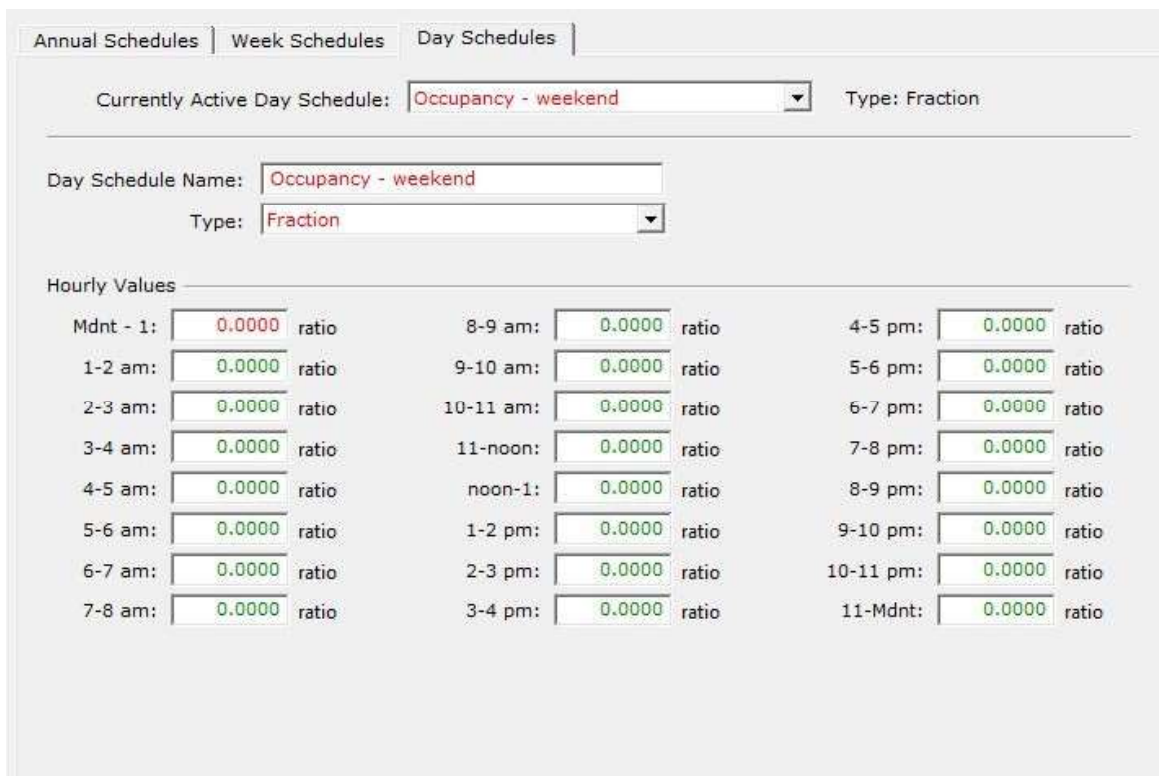 Annual Schedules Week Schedules Day Schedules
Currently Active Day Schedule: Occupancy - weekend Type: Fraction
Day Schedule Name: Occupancy - weekend
Type: Fraction
Hourly Values
Mdnt - 1: 0.0000 ratio 8-9 am: 0.0000 ratio 4-5 pm: 0.0000 ratio
1-2 am: 0.0000 ratio 9-10 am: 0.0000 ratio 5-6 pm: 0.0000 ratio
2-3 am: 0.0000 ratio 10-11 am: 0.0000 ratio 6-7 pm: 0.0000 ratio
3-4 am: 0.0000 ratio 11-noon: 0.0000 ratio 7-8 pm: 0.0000 ratio
4-5 am: 0.0000 ratio noon-1: 0.0000 ratio 8-9 pm: 0.0000 ratio
5-6 am: 0.0000 ratio 1-2 pm: 0.0000 ratio 9-10 pm: 0.0000 ratio
6-7 am: 0.0000 ratio 2-3 pm: 0.0000 ratio 10-11 pm: 0.0000 ratio
7-8 am: 0.0000 ratio 3-4 pm: 0.0000 ratio 11-Mdnt: 0.0000 ratio